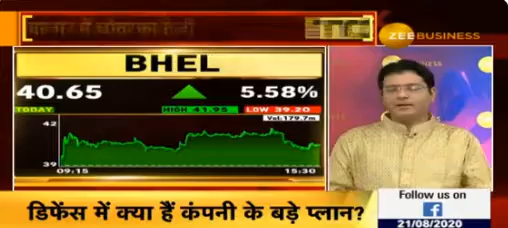 ZEE BUSINESS
BHEL
40.65 5.58%
TODAY HIGH 41.95 LOW 39.20
Vol:179.7m
42
39
09:15 15:30
डिफेंस में क्या हैं कंपनी के बड़े प्लान?
Follow us on
21/08/2020